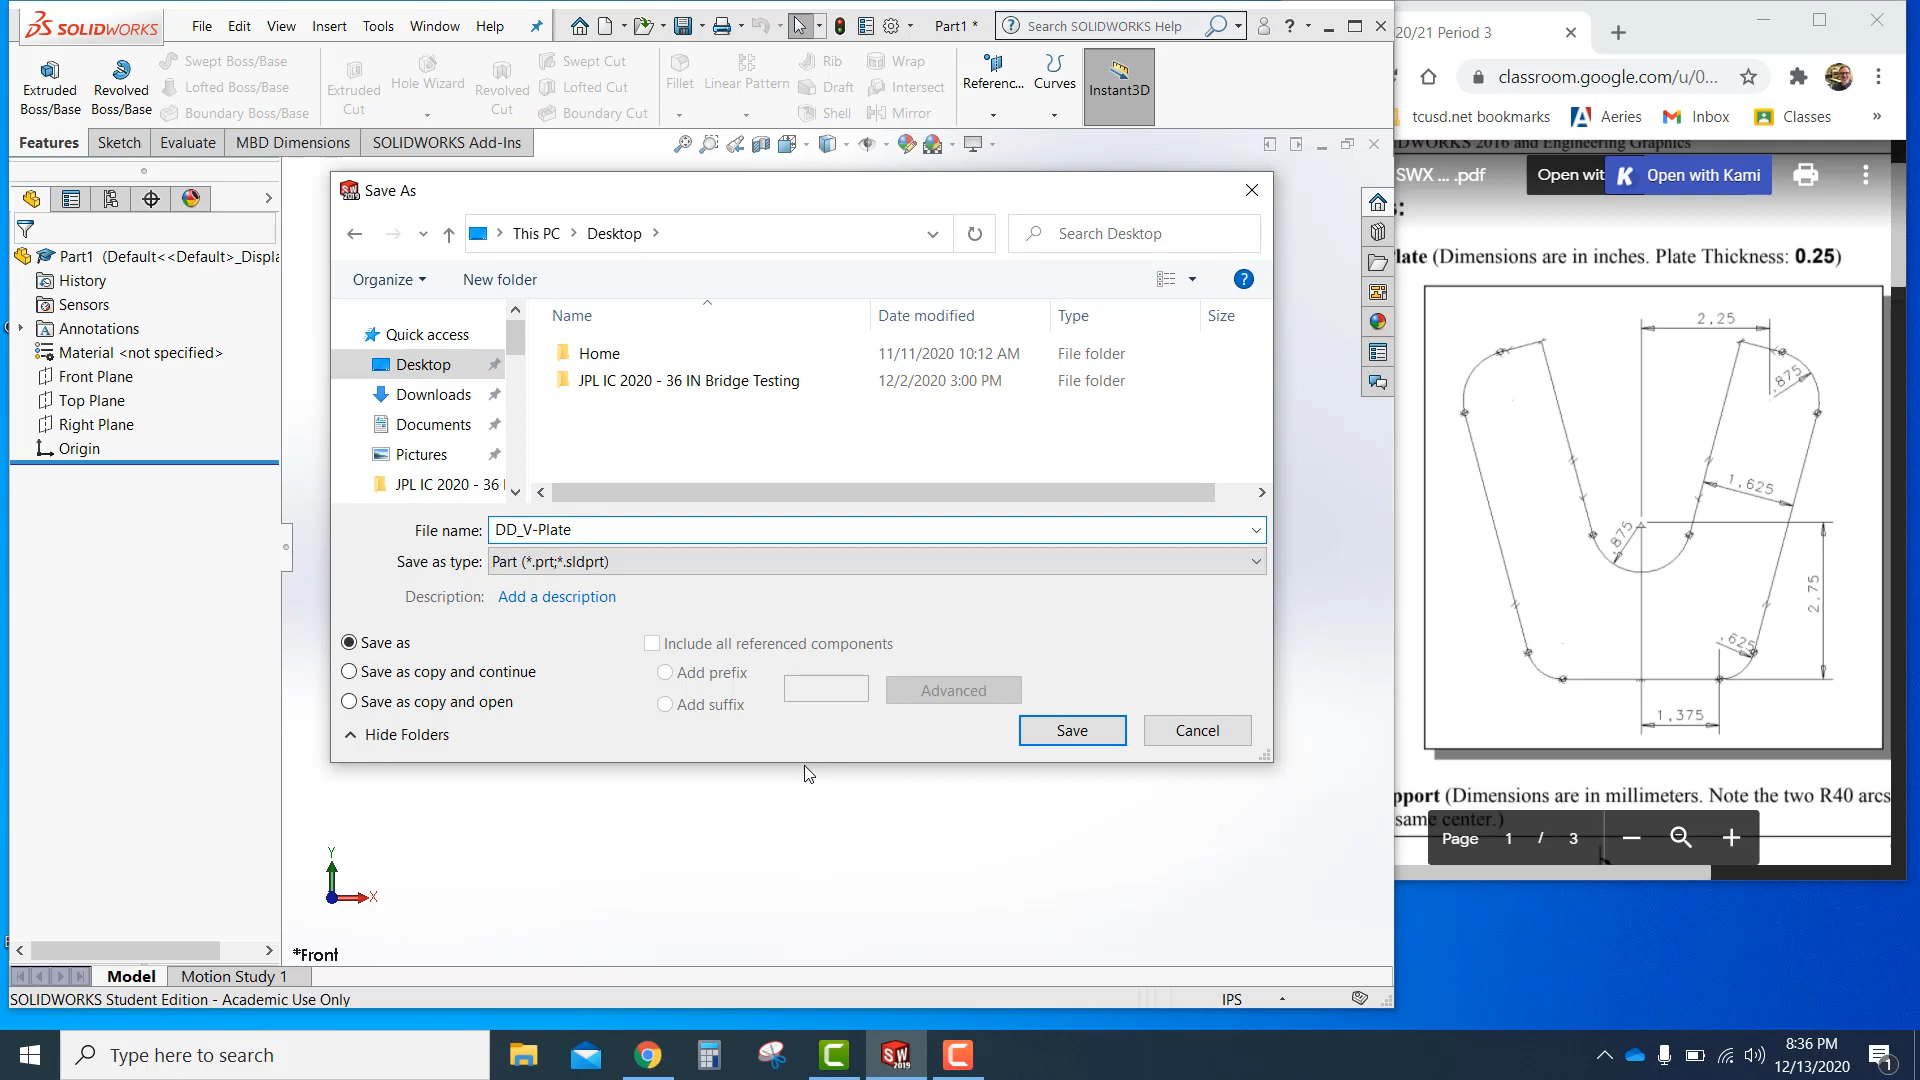 SOLIDWORKS File Edit View Insert Tools Window Help Part1 * Search SOLIDWORKS Help ?
Extruded Boss/Base Revolved Boss/Base Swept Boss/Base Lofted Boss/Base Boundary Boss/Base
Extruded Cut Hole Wizard Revolved Cut Swept Cut Lofted Cut Boundary Cut
Fillet Linear Pattern Rib Draft Shell Wrap Intersect Mirror Referenc... Curves Instant3D
Features Sketch Evaluate MBD Dimensions SOLIDWORKS Add-Ins
Part1 (Default<<Default>_Displa
History
Sensors
A Annotations
Material <not specified>
Front Plane
Top Plane
Right Plane
Origin
SW 2019 Save As
This PC Desktop Search Desktop
Organize New folder ?
Name Date modified Type Size
Quick access
Desktop
Downloads
Documents
Pictures
JPL IC 2020 - 36 I
Home 11/11/2020 10:12 AM File folder
JPL IC 2020 - 36 IN Bridge Testing 12/2/2020 3:00 PM File folder
File name: DD_V-Plate
Save as type: Part (*.prt;*.sldprt)
Description: Add a description
Save as
Save as copy and continue
Save as copy and open
Include all referenced components
Add prefix
Add suffix
Advanced
Hide Folders
Save Cancel
Y
X
*Front
Model Motion Study 1
SOLIDWORKS Student Edition - Academic Use Only IPS
20/21 Period 3
classroom.google.com/u/0...
tcusd.net bookmarks Aeries Inbox Classes »
DWORKS 2016 and Engineering Graphics
SWX ... .pdf Open wit K Open with Kami
s:
late (Dimensions are in inches. Plate Thickness: 0.25)
2,25
,875
1,625
,875
2,75
,625
1,375
pport (Dimensions are in millimeters. Note the two R40 arcs
same center.)
Page 1 / 3
Type here to search
SW 2019
8:36 PM
12/13/2020
1